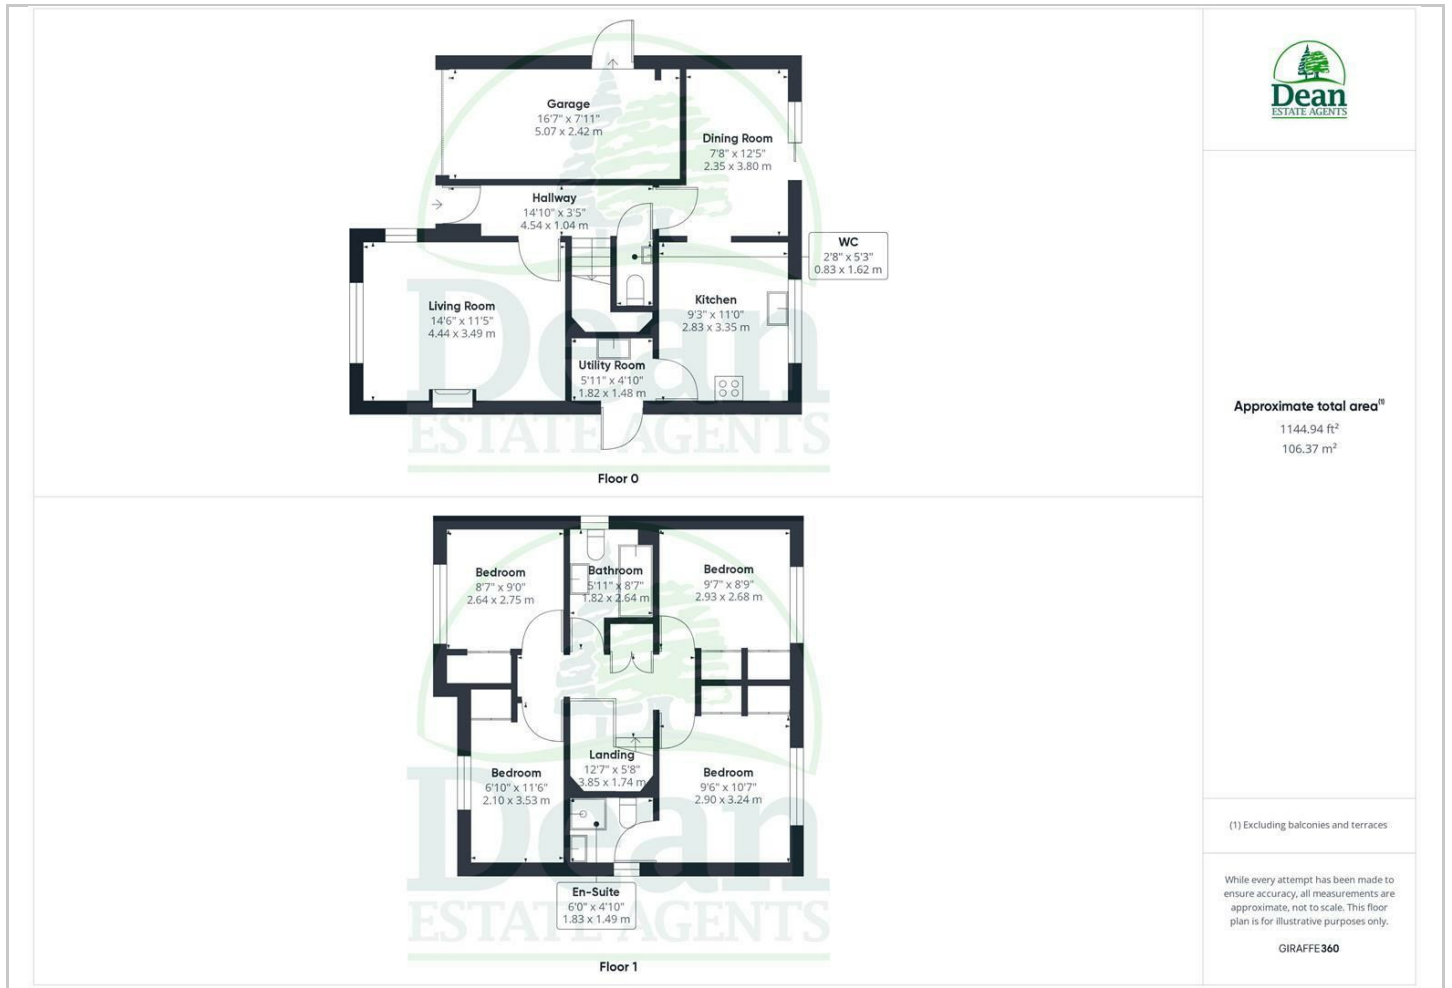 Garage
16'7" x 7'11"
5.07 x 2.42 m
Dining Room
7'8" x 12'5"
2.35 x 3.80 m
Hallway
14'10" x 3'5"
4.54 x 1.04 m
WC
2'8" x 5'3"
0.83 x 1.62 m
Living Room
14'6" x 11'5"
4.44 x 3.49 m
Kitchen
9'3" x 11'0"
2.83 x 3.35 m
Utility Room
5'11" x 4'10"
1.82 x 1.48 m
Dean
ESTATE AGENTS
Floor 0
Bedroom
8'7" x 9'0"
2.64 x 2.75 m
Bathroom
5'11" x 8'7"
1.82 x 2.64 m
Bedroom
9'7" x 8'9"
2.93 x 2.68 m
Landing
12'7" x 5'8"
3.85 x 1.74 m
Bedroom
6'10" x 11'6"
2.10 x 3.53 m
Bedroom
9'6" x 10'7"
2.90 x 3.24 m
En-Suite
6'0" x 4'10"
1.83 x 1.49 m
Dean
ESTATE AGENTS
Floor 1
Dean
ESTATE AGENTS
Approximate total area(1)
1144.94 ft²
106.37 m²
(1) Excluding balconies and terraces
While every attempt has been made to
ensure accuracy, all measurements are
approximate, not to scale. This floor
plan is for illustrative purposes only.
GIRAFFE360